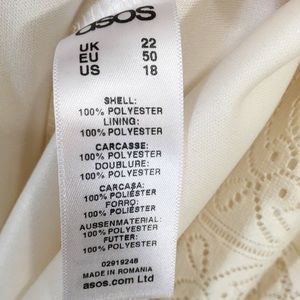 asos
UK 22
EU 50
US 18
SHELL:
100% POLYESTER
LINING:
100% POLYESTER
CARCASSE:
100% POLYESTER
DOUBLURE:
100% POLYESTER
CARCASA:
100% POLIÉSTER
FORRO:
100% POLIÉSTER
AUSSENMATERIAL:
100% POLYESTER
FUTTER:
100% POLYESTER
02919246
MADE IN ROMANIA
asos.com Ltd